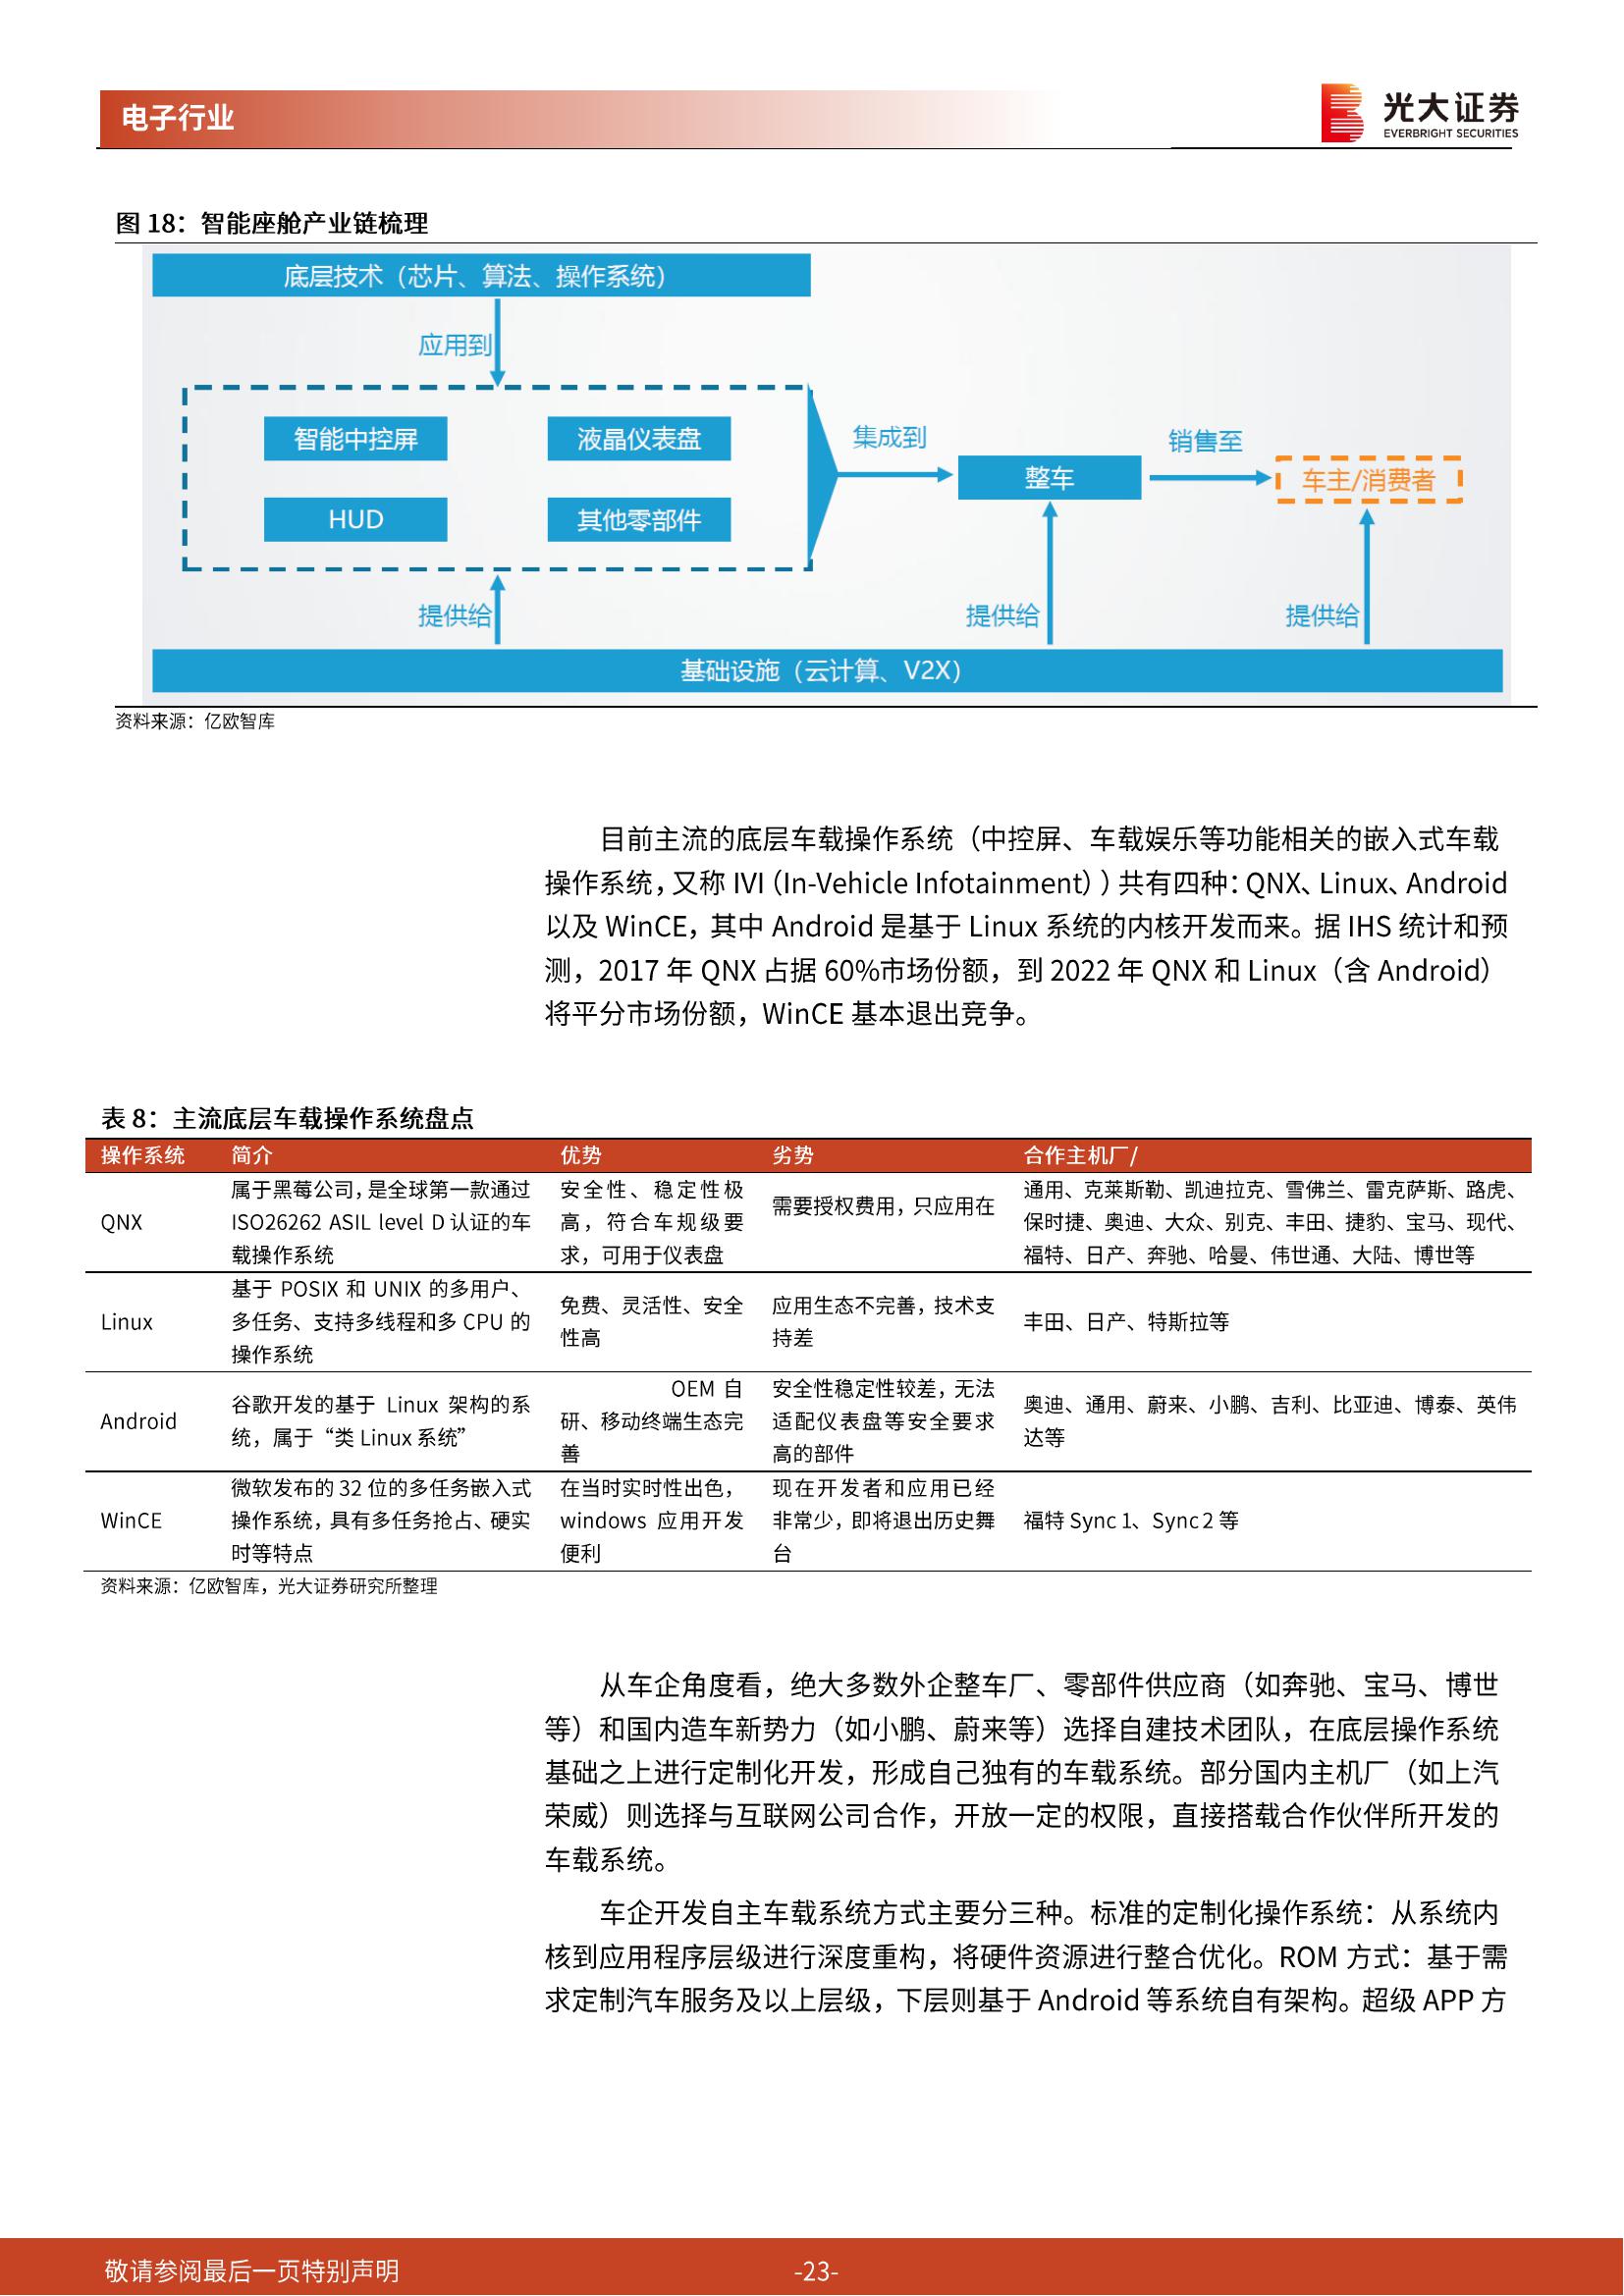 电子行业
光大证券
EVERBRIGHT SECURITIES
图 18：智能座舱产业链梳理
底层技术（芯片、算法、操作系统）
应用到
智能中控屏
液晶仪表盘
HUD
其他零部件
集成到
整车
销售至
车主/消费者
提供给
提供给
提供给
基础设施（云计算、V2X）
资料来源：亿欧智库
目前主流的底层车载操作系统（中控屏、车载娱乐等功能相关的嵌入式车载
操作系统，又称 IVI（In-Vehicle Infotainment））共有四种：QNX、Linux、Android
以及 WinCE，其中 Android 是基于 Linux 系统的内核开发而来。据 IHS 统计和预
测，2017 年 QNX 占据 60%市场份额，到 2022 年 QNX 和 Linux（含 Android）
将平分市场份额，WinCE 基本退出竞争。
表 8：主流底层车载操作系统盘点
操作系统 简介 优势 劣势 合作主机厂/
QNX
属于黑莓公司，是全球第一款通过
ISO26262 ASIL level D 认证的车
载操作系统
安全性、稳定性极
高，符合车规级要
求，可用于仪表盘
需要授权费用，只应用在
通用、克莱斯勒、凯迪拉克、雪佛兰、雷克萨斯、路虎、
保时捷、奥迪、大众、别克、丰田、捷豹、宝马、现代、
福特、日产、奔驰、哈曼、伟世通、大陆、博世等
Linux
基于 POSIX 和 UNIX 的多用户、
多任务、支持多线程和多 CPU 的
操作系统
免费、灵活性、安全
性高
应用生态不完善，技术支
持差
丰田、日产、特斯拉等
Android
谷歌开发的基于 Linux 架构的系
统，属于“类 Linux 系统”
OEM 自
研、移动终端生态完
善
安全性稳定性较差，无法
适配仪表盘等安全要求
高的部件
奥迪、通用、蔚来、小鹏、吉利、比亚迪、博泰、英伟
达等
WinCE
微软发布的 32 位的多任务嵌入式
操作系统，具有多任务抢占、硬实
时等特点
在当时实时性出色，
windows 应用开发
便利
现在开发者和应用已经
非常少，即将退出历史舞
台
福特 Sync 1、Sync 2 等
资料来源：亿欧智库，光大证券研究所整理
从车企角度看，绝大多数外企整车厂、零部件供应商（如奔驰、宝马、博世
等）和国内造车新势力（如小鹏、蔚来等）选择自建技术团队，在底层操作系统
基础之上进行定制化开发，形成自己独有的车载系统。部分国内主机厂（如上汽
荣威）则选择与互联网公司合作，开放一定的权限，直接搭载合作伙伴所开发的
车载系统。
车企开发自主车载系统方式主要分三种。标准的定制化操作系统：从系统内
核到应用程序层级进行深度重构，将硬件资源进行整合优化。ROM 方式：基于需
求定制汽车服务及以上层级，下层则基于 Android 等系统自有架构。超级 APP 方
敬请参阅最后一页特别声明
-23-